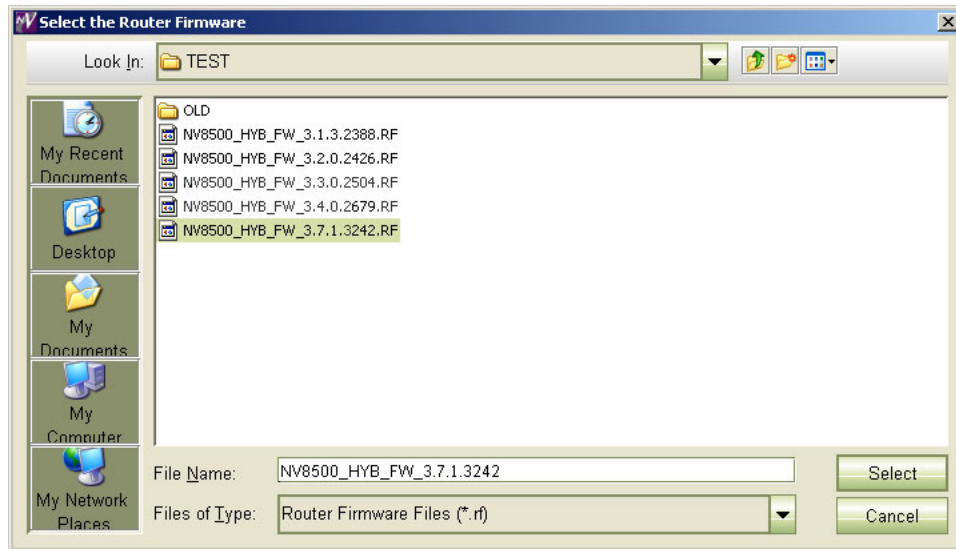 Select the Router Firmware
Look In: TEST
OLD
NV8500_HYB_FW_3.1.3.2388.RF
NV8500_HYB_FW_3.2.0.2426.RF
NV8500_HYB_FW_3.3.0.2504.RF
NV8500_HYB_FW_3.4.0.2679.RF
NV8500_HYB_FW_3.7.1.3242.RF
My Recent
Documents
Desktop
My
Documents
My
Computer
My Network
Places
File Name: NV8500_HYB_FW_3.7.1.3242
Select
Files of Type: Router Firmware Files (*.rf)
Cancel